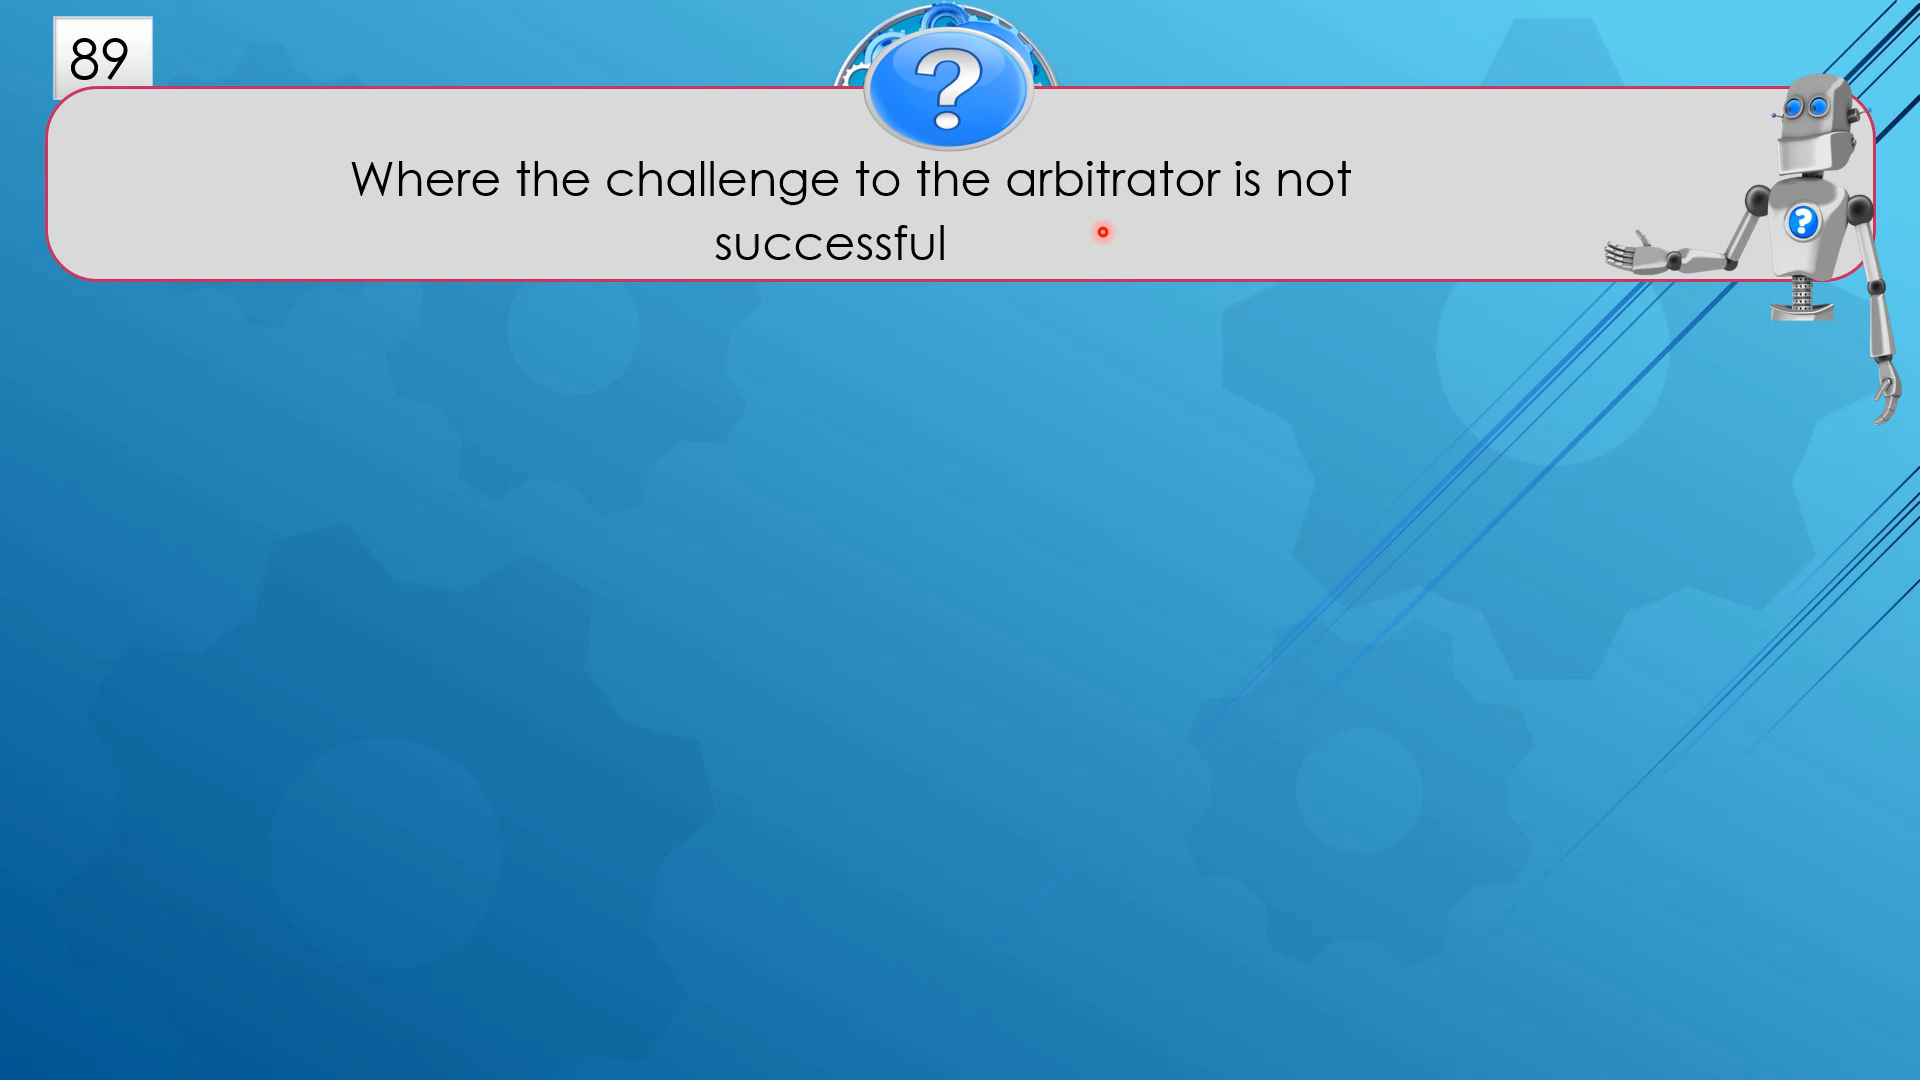 89
?
Where the challenge to the arbitrator is not
successful
?